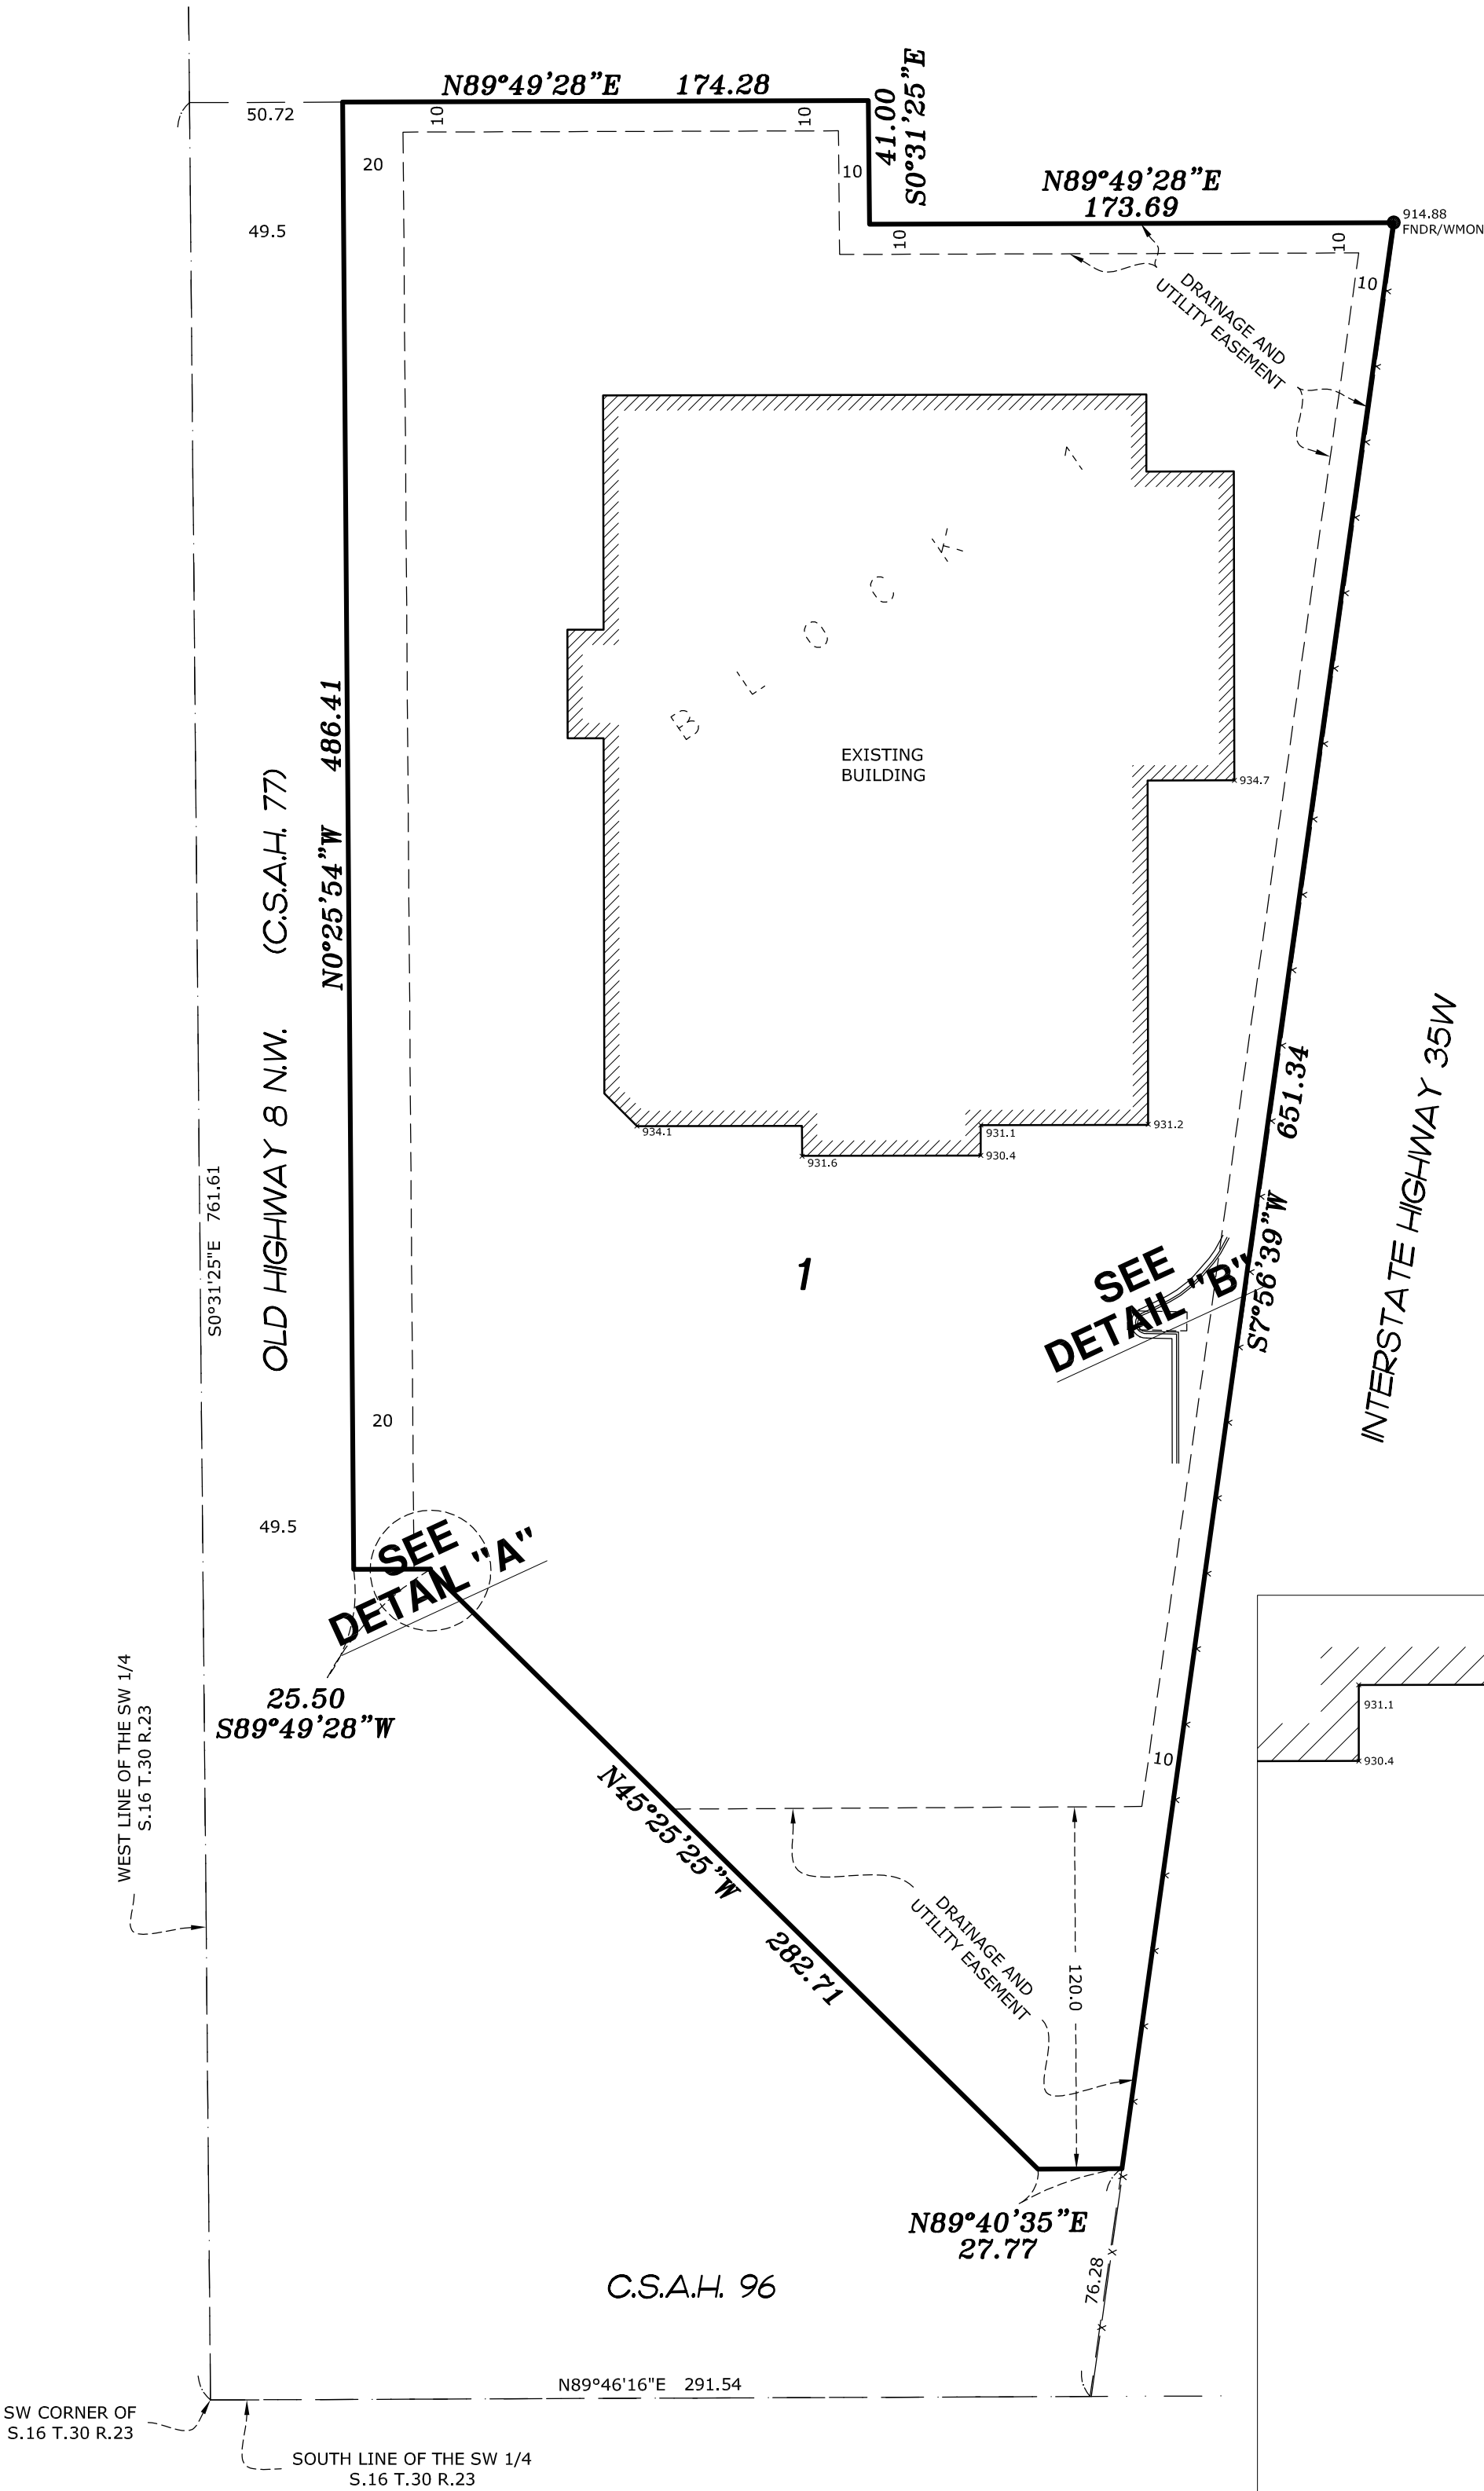 N89°49'28"E 174.28
41.00
S0°31'25"E
50.72
10
10
20
10
49.5
N89°49'28"E
173.69
914.88
FNDR/WMON
10
10
10
DRAINAGE AND
UTILITY EASEMENT
BLOCK 1
EXISTING
BUILDING
934.7
N0°25'54"W 486.41
OLD HIGHWAY 8 N.W. (C.S.A.H. 77)
S0°31'25"E 761.61
934.1
931.6
931.1
930.4
931.2
651.34
S7°56'39"W
INTERSTATE HIGHWAY 35W
1
SEE
DETAIL "B"
20
49.5
SEE
DETAIL "A"
25.50
S89°49'28"W
WEST LINE OF THE SW 1/4
S.16 T.30 R.23
931.1
930.4
10
N45°25'25"W 282.71
DRAINAGE AND
UTILITY EASEMENT
120.0
N89°40'35"E
27.77
C.S.A.H. 96
76.28
N89°46'16"E 291.54
SW CORNER OF
S.16 T.30 R.23
SOUTH LINE OF THE SW 1/4
S.16 T.30 R.23